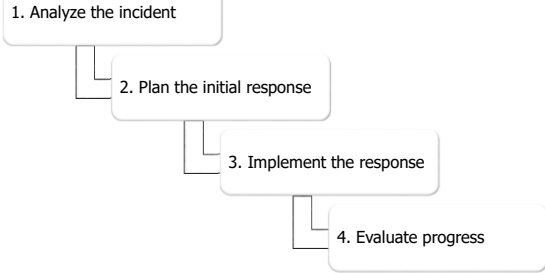 1. Analyze the incident
2. Plan the initial response
3. Implement the response
4. Evaluate progress